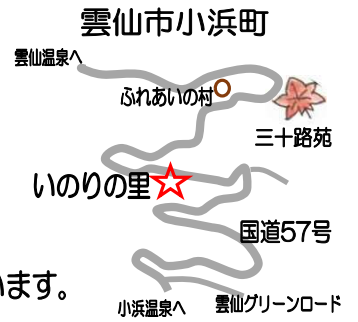 雲仙市小浜町
雲仙温泉へ
ふれあいの村
三十路苑
いのりの里
国道57号
います。
小浜温泉へ
雲仙グリーンロード